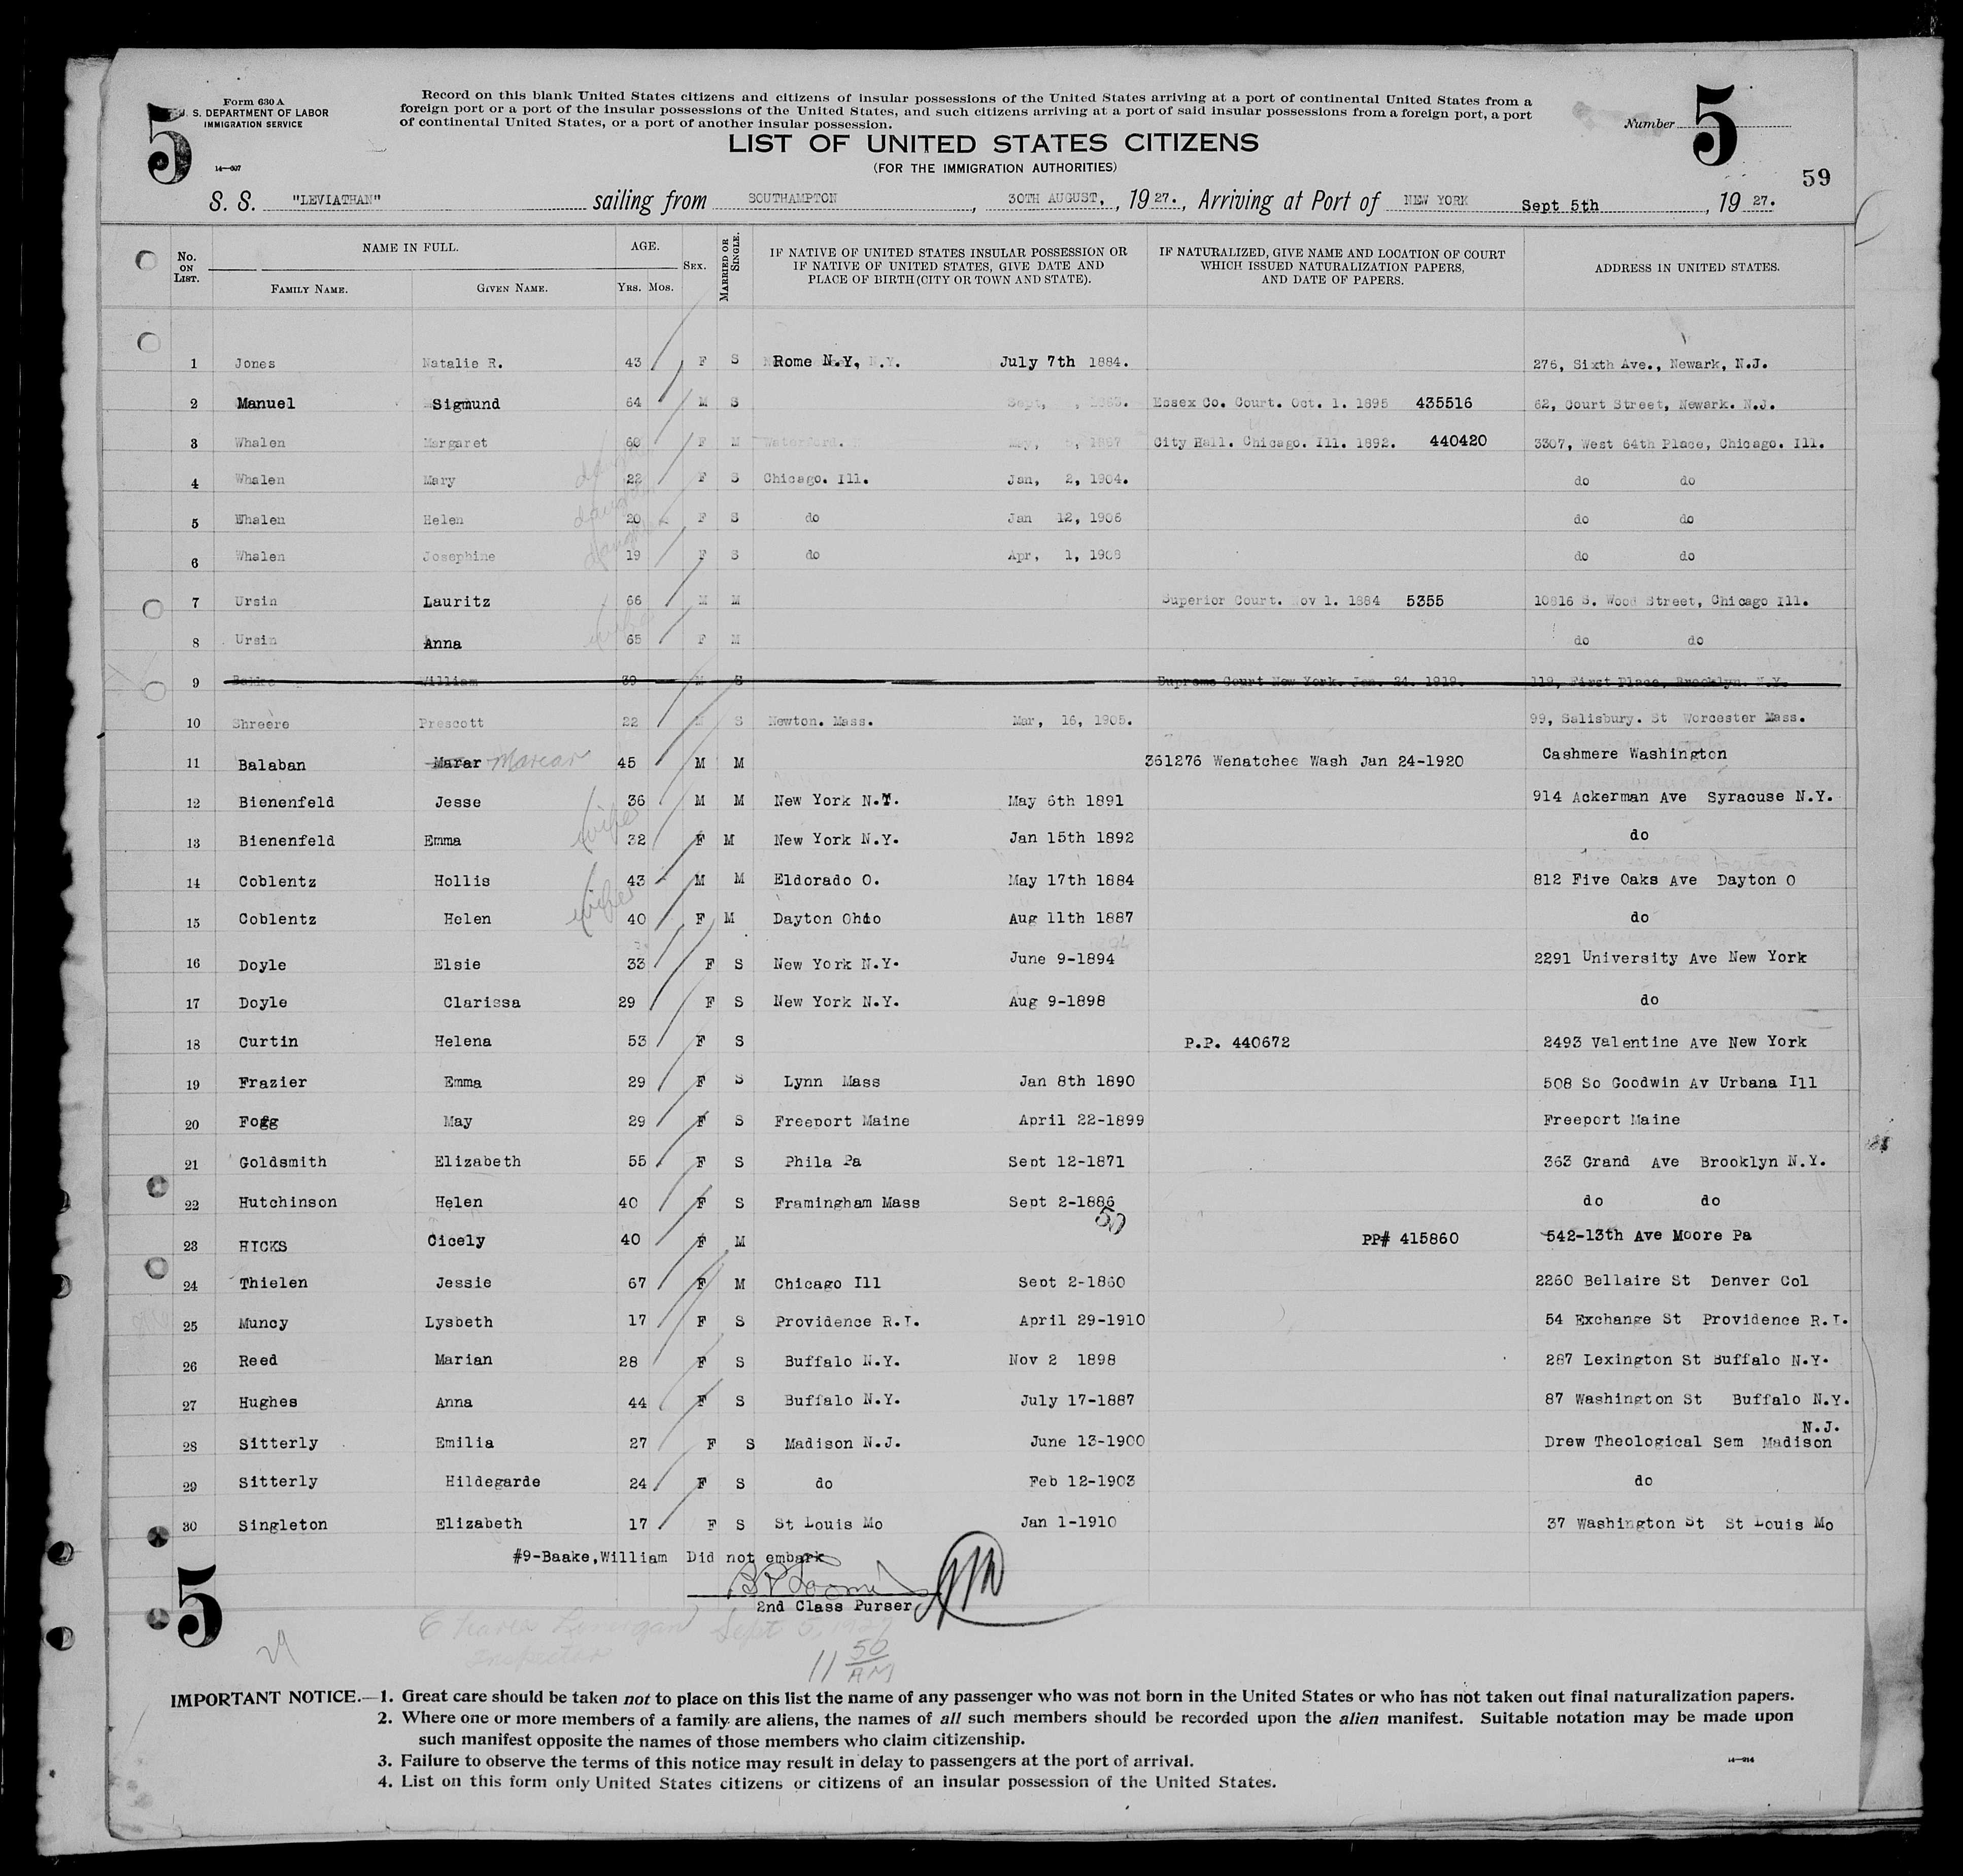 5
Form 630 A
U. S. DEPARTMENT OF LABOR
IMMIGRATION SERVICE
14—507
Record on this blank United States citizens and citizens of insular possessions of the United States arriving at a port of continental United States from a
foreign port or a port of the insular possessions of the United States, and such citizens arriving at a port of said insular possessions from a foreign port, a port
of continental United States, or a port of another insular possession.
Number 5
LIST OF UNITED STATES CITIZENS
(FOR THE IMMIGRATION AUTHORITIES)
59
S. S. "LEVIATHAN" sailing from SOUTHAMPTON, 30TH AUGUST, 1927., Arriving at Port of NEW YORK Sept 5th, 1927.
No. ON LIST. NAME IN FULL. FAMILY NAME. GIVEN NAME. AGE. YRS. MOS. SEX. MARRIED OR SINGLE. IF NATIVE OF UNITED STATES INSULAR POSSESSION OR IF NATIVE OF UNITED STATES, GIVE DATE AND PLACE OF BIRTH (CITY OR TOWN AND STATE). IF NATURALIZED, GIVE NAME AND LOCATION OF COURT WHICH ISSUED NATURALIZATION PAPERS, AND DATE OF PAPERS. ADDRESS IN UNITED STATES.
1 Jones Natalie R. 43 F S Rome N.Y. July 7th 1884. 276, Sixth Ave., Newark, N.J.
2 Manuel Sigmund 64 M S Sept, Essex Co. Court. Oct. 1. 1895 435516 62, Court Street, Newark. N.J.
3 Whalen Margaret 60 F M Waterford. May, City Hall. Chicago. Ill. 1892. 440420 3307, West 64th Place, Chicago. Ill.
4 Whalen Mary daughter 22 F S Chicago. Ill. Jan, 2, 1904. do do
5 Whalen Helen daughter 20 F S do Jan 12, 1906 do do
6 Whalen Josephine daughter 19 F S do Apr, 1, 1908 do do
7 Ursin Lauritz 66 M M Superior Court. Nov 1. 1884 5355 10816 S. Wood Street, Chicago Ill.
8 Ursin Anna wife 65 F M do do
9 Bakke William 39 M S Supreme Court New York. Jan. 24. 1919. 119, First Place, Brooklyn. N.Y.
10 Shreere Prescott 22 M S Newton. Mass. Mar, 16, 1905. 99, Salisbury. St Worcester Mass.
11 Balaban Marar Marcar 45 M M 361276 Wenatchee Wash Jan 24-1920 Cashmere Washington
12 Bienenfeld Jesse 36 M M New York N.Y. May 6th 1891 914 Ackerman Ave Syracuse N.Y.
13 Bienenfeld Emma wife 32 F M New York N.Y. Jan 15th 1892 do
14 Coblentz Hollis 43 M M Eldorado O. May 17th 1884 812 Five Oaks Ave Dayton O
15 Coblentz Helen wife 40 F M Dayton Ohio Aug 11th 1887 do
16 Doyle Elsie 33 F S New York N.Y. June 9-1894 2291 University Ave New York
17 Doyle Clarissa 29 F S New York N.Y. Aug 9-1898 do
18 Curtin Helena 53 F S P.P. 440672 2493 Valentine Ave New York
19 Frazier Emma 29 F S Lynn Mass Jan 8th 1890 508 So Goodwin Av Urbana Ill
20 Fogg May 29 F S Freeport Maine April 22-1899 Freeport Maine
21 Goldsmith Elizabeth 55 F S Phila Pa Sept 12-1871 363 Grand Ave Brooklyn N.Y.
22 Hutchinson Helen 40 F S Framingham Mass Sept 2-1886 do do
50
23 HICKS Cicely 40 F M PP# 415860 542-13th Ave Moore Pa
24 Thielen Jessie 67 F M Chicago Ill Sept 2-1860 2260 Bellaire St Denver Col
25 Muncy Lysbeth 17 F S Providence R.I. April 29-1910 54 Exchange St Providence R.I.
26 Reed Marian 28 F S Buffalo N.Y. Nov 2 1898 287 Lexington St Buffalo N.Y.
27 Hughes Anna 44 F S Buffalo N.Y. July 17-1887 87 Washington St Buffalo N.Y.
28 Sitterly Emilia 27 F S Madison N.J. June 13-1900 Drew Theological Sem Madison N.J.
29 Sitterly Hildegarde 24 F S do Feb 12-1903 do
30 Singleton Elizabeth 17 F S St Louis Mo Jan 1-1910 37 Washington St St Louis Mo
#9-Baake,William Did not embark
2nd Class Purser
5
29
Sept 5, 1927
Inspector
11 50 AM
IMPORTANT NOTICE.—1. Great care should be taken not to place on this list the name of any passenger who was not born in the United States or who has not taken out final naturalization papers.
2. Where one or more members of a family are aliens, the names of all such members should be recorded upon the alien manifest. Suitable notation may be made upon
such manifest opposite the names of those members who claim citizenship.
3. Failure to observe the terms of this notice may result in delay to passengers at the port of arrival.
4. List on this form only United States citizens or citizens of an insular possession of the United States.
14—914